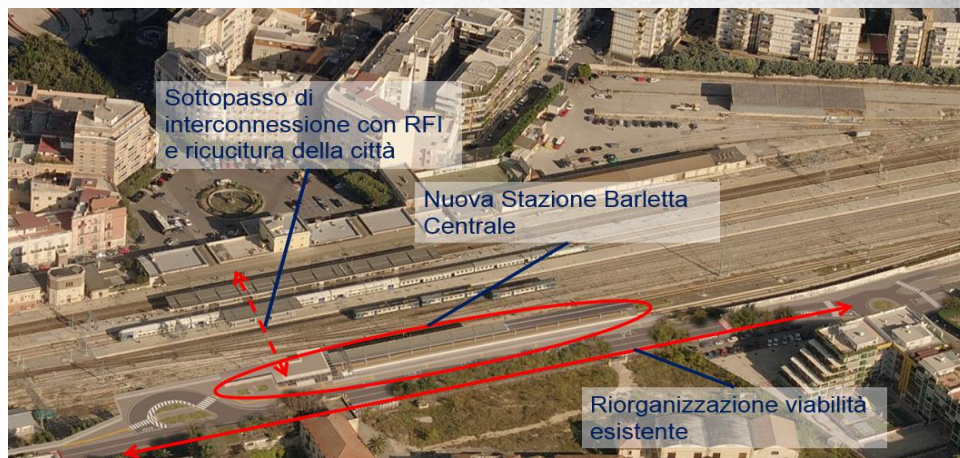 Sottopasso di
interconnessione con RFI
e ricucitura della città
Nuova Stazione Barletta
Centrale
Riorganizzazione viabilità
esistente